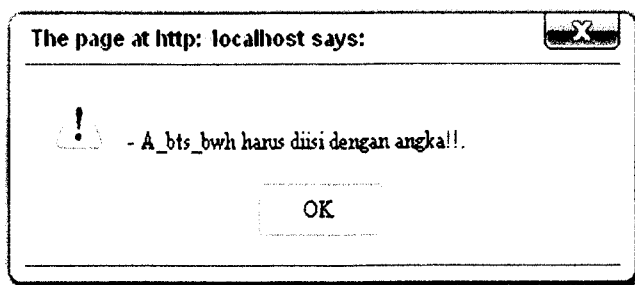 The page at http: localhost says:
X
!
- A_bts_bwh harus diisi dengan angka!!.
OK